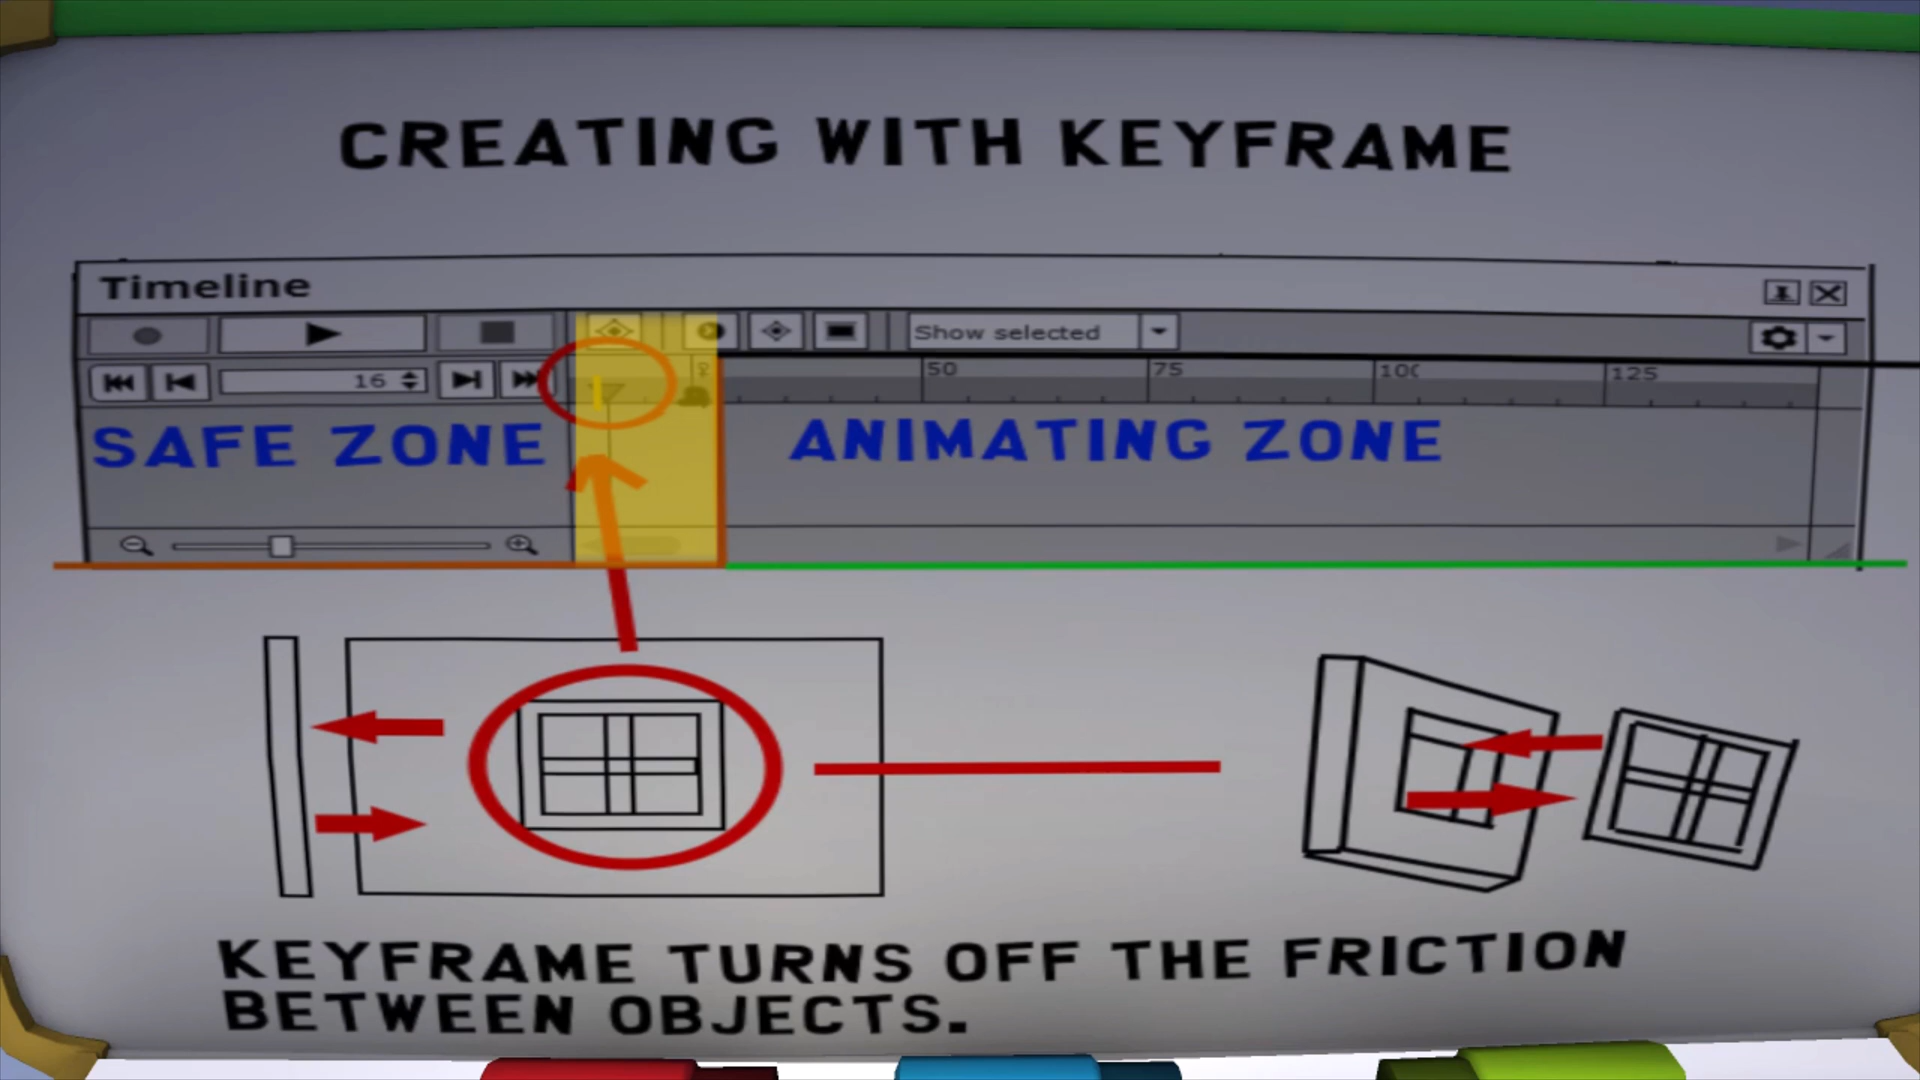 CREATING WITH KEYFRAME
Timeline
Show selected
16
50
75
100
125
SAFE ZONE
ANIMATING ZONE
KEYFRAME TURNS OFF THE FRICTION
BETWEEN OBJECTS.